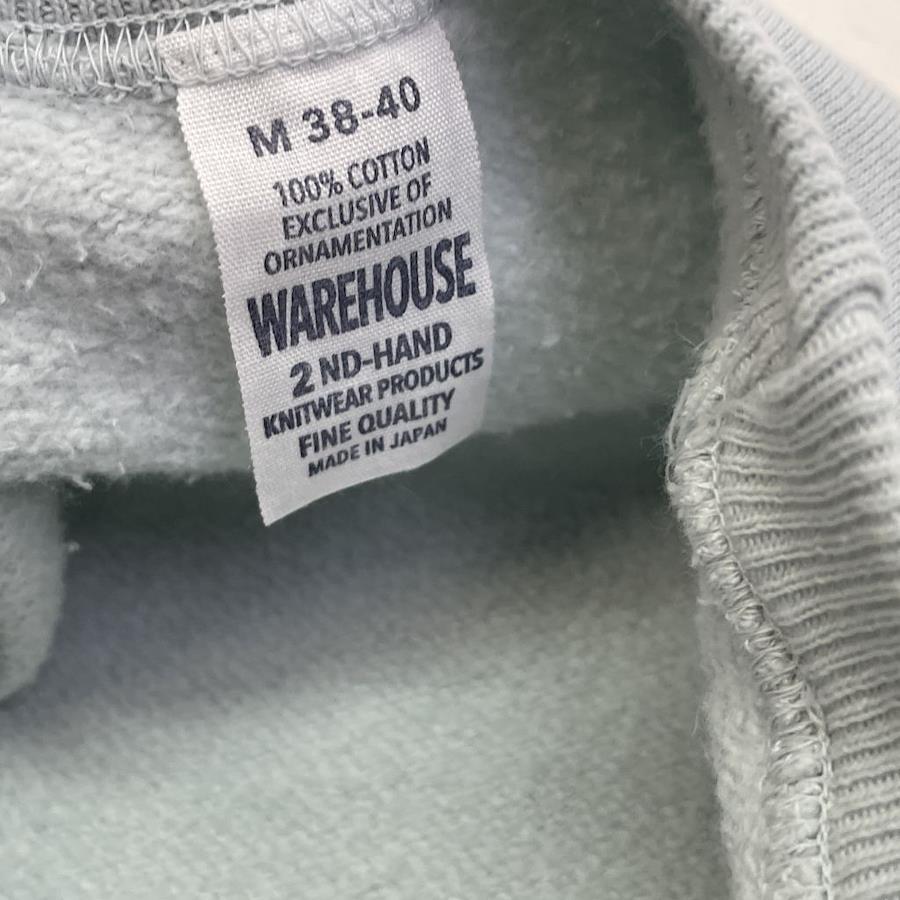 M 38-40
100% COTTON
EXCLUSIVE OF
ORNAMENTATION
WAREHOUSE
2 ND-HAND
KNITWEAR PRODUCTS
FINE QUALITY
MADE IN JAPAN